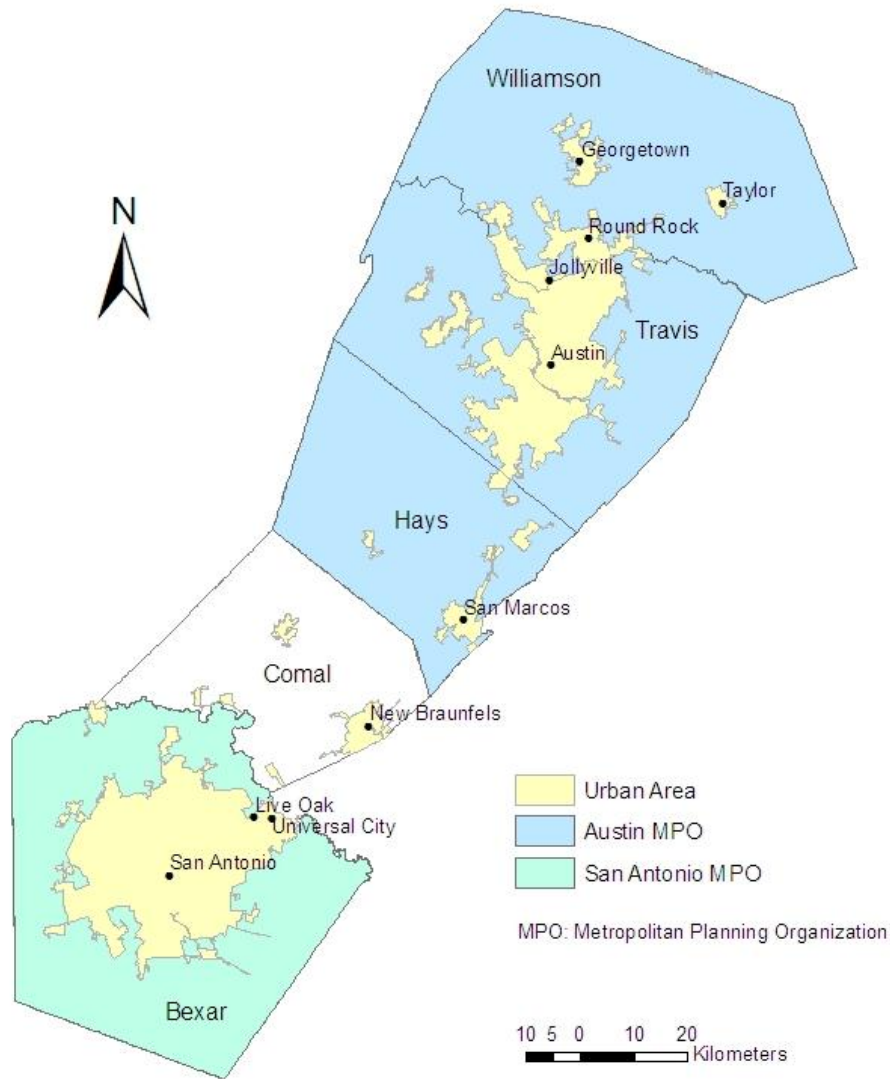 Williamson
Georgetown
Taylor
N
Round Rock
Jollyville
Travis
Austin
Hays
San Marcos
Comal
New Braunfels
Live Oak
Universal City
San Antonio
Bexar
Urban Area
Austin MPO
San Antonio MPO
MPO: Metropolitan Planning Organization
10 5 0 10 20
Kilometers